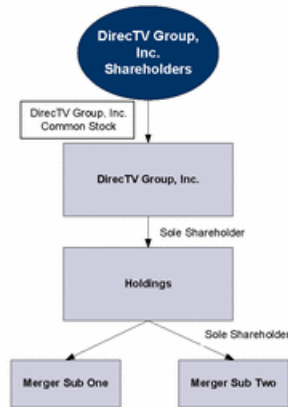 DirecTV Group,
Inc.
Shareholders
DirecTV Group, Inc.
Common Stock
DirecTV Group, Inc.
Sole Shareholder
Holdings
Sole Shareholder
Merger Sub One
Merger Sub Two